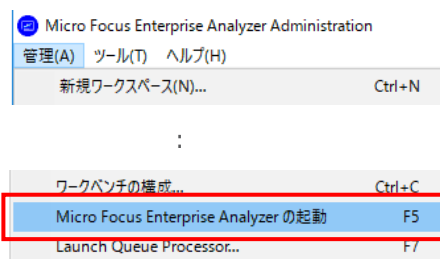 Micro Focus Enterprise Analyzer Administration
管理(A) ツール(T) ヘルプ(H)
新規ワークスペース(N)... Ctrl+N
:
ワークベンチの構成... Ctrl+C
Micro Focus Enterprise Analyzer の起動 F5
Launch Queue Processor... F7